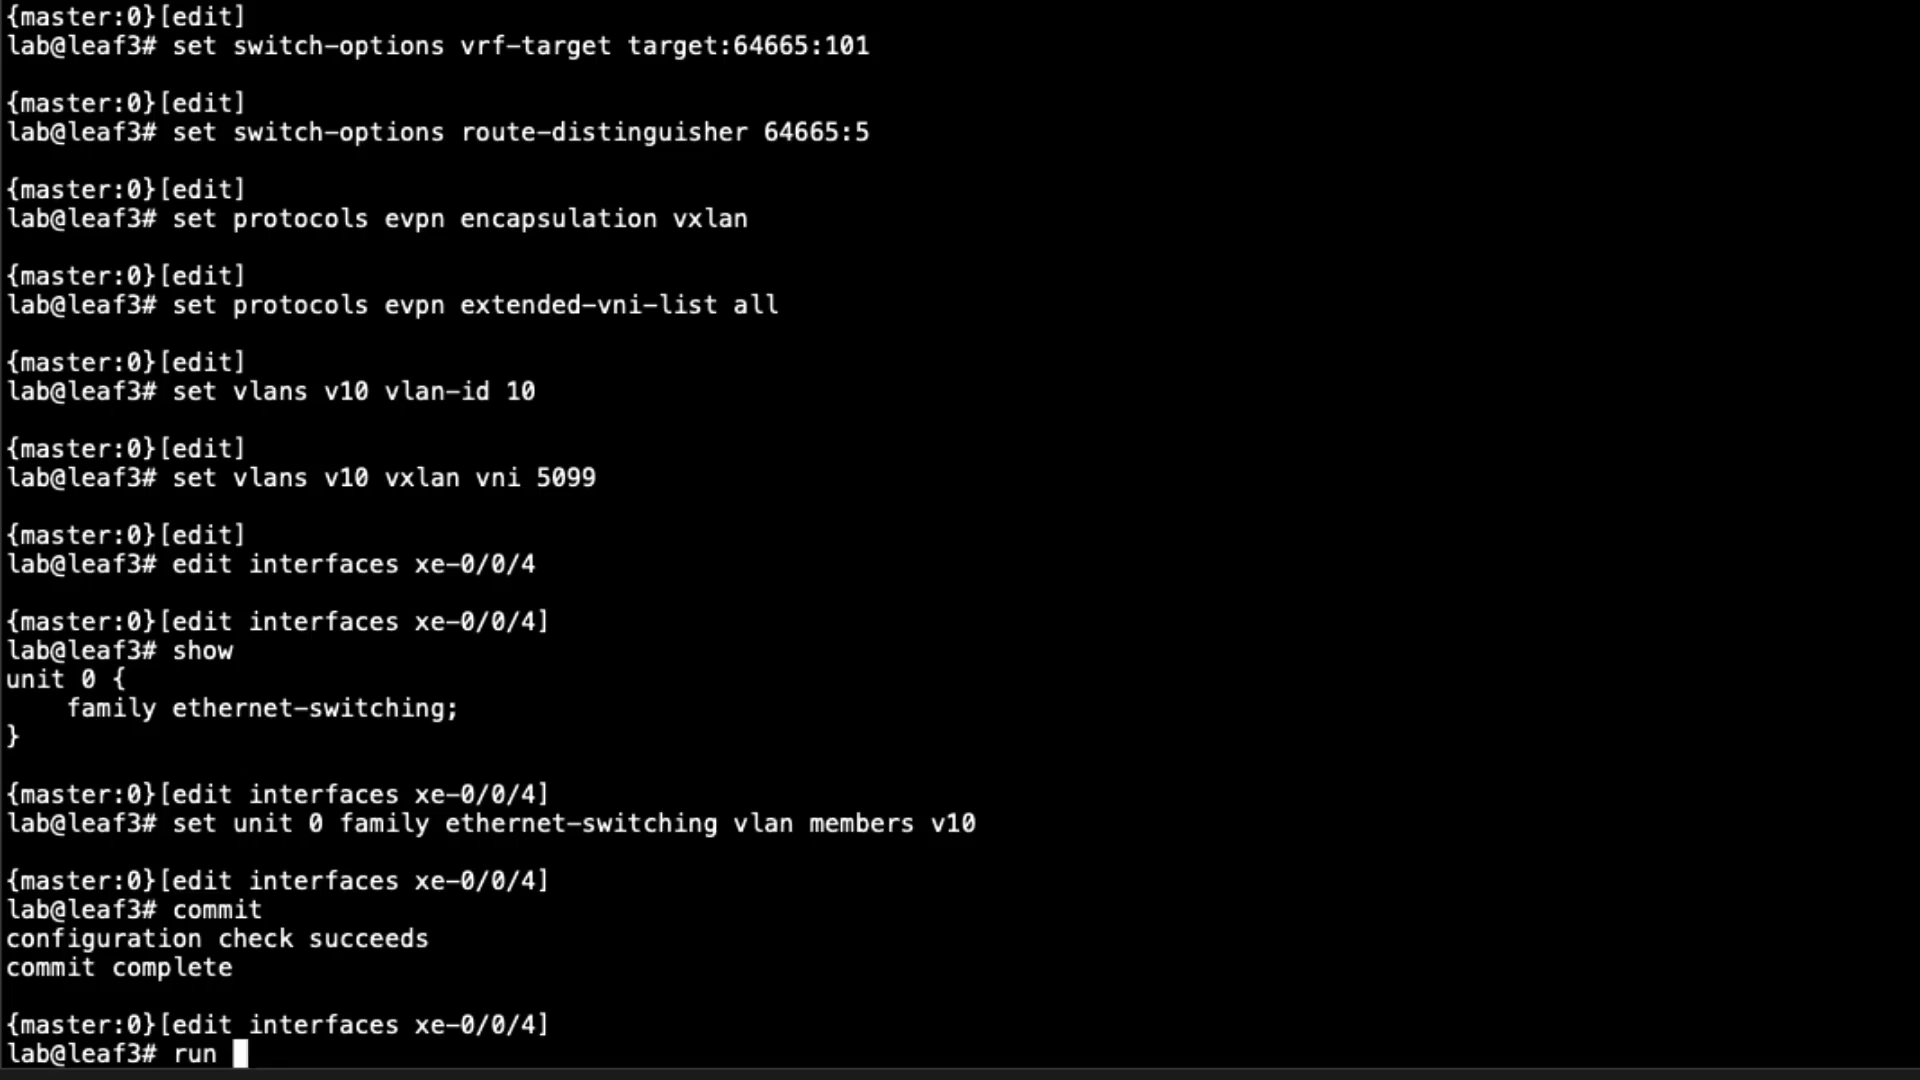 {master:0}[edit]
lab@leaf3# set switch-options vrf-target target:64665:101
{master:0}[edit]
lab@leaf3# set switch-options route-distinguisher 64665:5
{master:0}[edit]
lab@leaf3# set protocols evpn encapsulation vxlan
{master:0}[edit]
lab@leaf3# set protocols evpn extended-vni-list all
{master:0}[edit]
lab@leaf3# set vlans v10 vlan-id 10
{master:0}[edit]
lab@leaf3# set vlans v10 vxlan vni 5099
{master:0}[edit]
lab@leaf3# edit interfaces xe-0/0/4
{master:0}[edit interfaces xe-0/0/4]
lab@leaf3# show
unit 0 {
    family ethernet-switching;
}
{master:0}[edit interfaces xe-0/0/4]
lab@leaf3# set unit 0 family ethernet-switching vlan members v10
{master:0}[edit interfaces xe-0/0/4]
lab@leaf3# commit
configuration check succeeds
commit complete
{master:0}[edit interfaces xe-0/0/4]
lab@leaf3# run